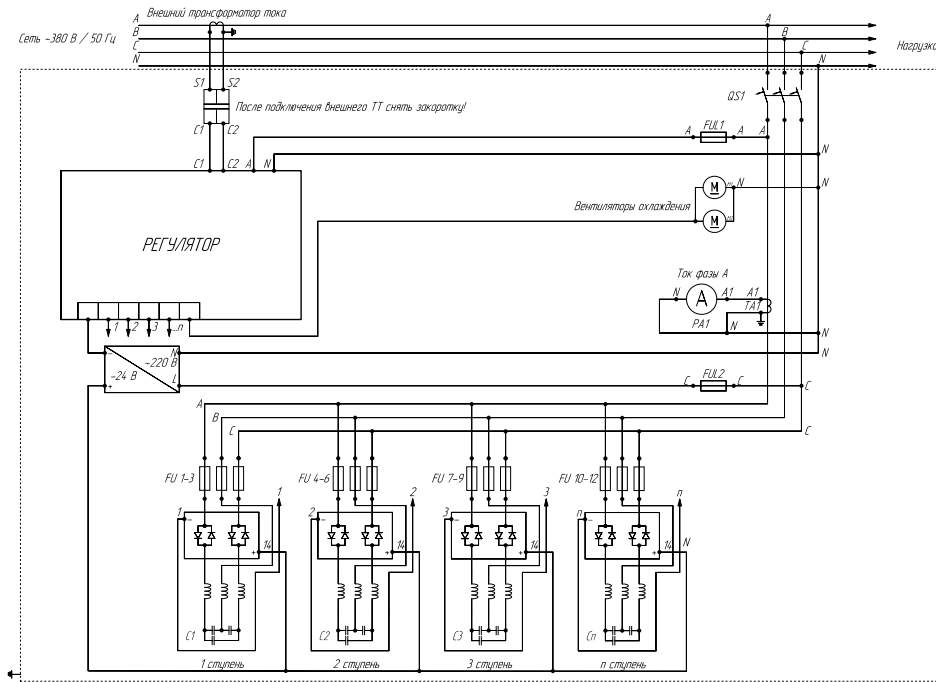 Внешний трансформатор тока
A
A
B
B
Сеть ~380 В / 50 Гц
C
C
Нагрузка
N
N
S1
S2
QS1
После подключения внешнего ТТ снять закоротку!
C1
C2
FUL1
A
A
A
C1
C2
A
N
N
M
N
N
Вентиляторы охлаждения
M
РЕГУЛЯТОР
Ток фазы А
N
A
A1
A1
TA1
PA1
N
N
1
2
3
...n
-
N
N
~220 В
~24 В
+
L
FUL2
C
C
C
A
B
C
C
FU 1-3
FU 4-6
FU 7-9
FU 10-12
1
2
3
n
1
-
2
-
3
-
n
-
+
14
+
14
+
14
+
14
N
C1
C2
C3
Cn
1 ступень
2 ступень
3 ступень
n ступень